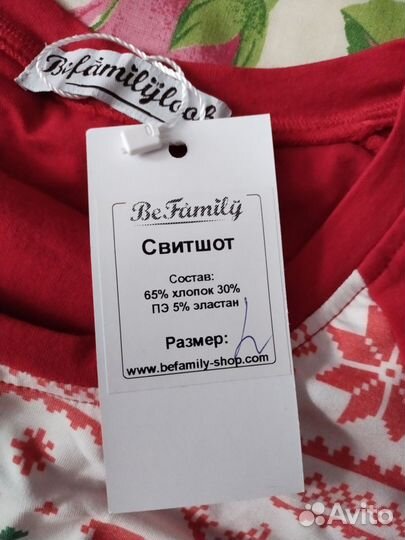 Befamilylook
BeFamily
Свитшот
Состав:
65% хлопок 30%
ПЭ 5% эластан
Размер: L
www.befamily-shop.com
Avito